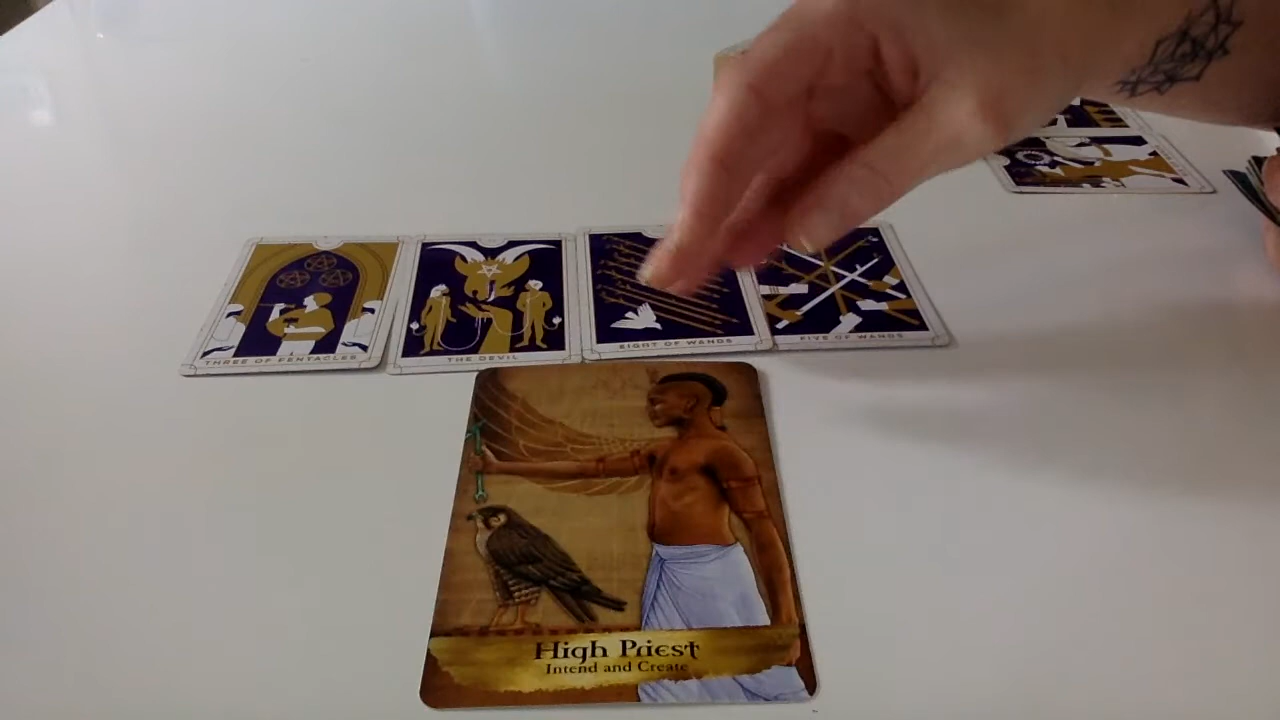 THREE OF PENTACLES
THE DEVIL
EIGHT OF WANDS
FIVE OF WANDS
High Priest
Intend and Create